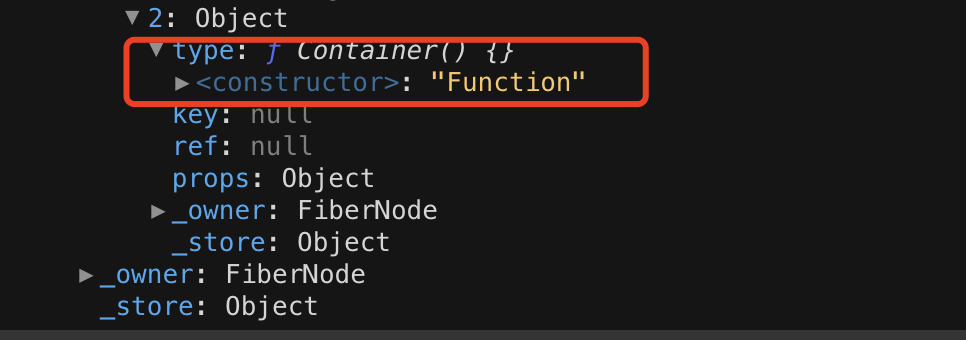 ▼ 2: Object
▼ type: ƒ Container() {}
▶ <constructor>: "Function"
key: null
ref: null
props: Object
▶ _owner: FiberNode
_store: Object
▶ _owner: FiberNode
_store: Object